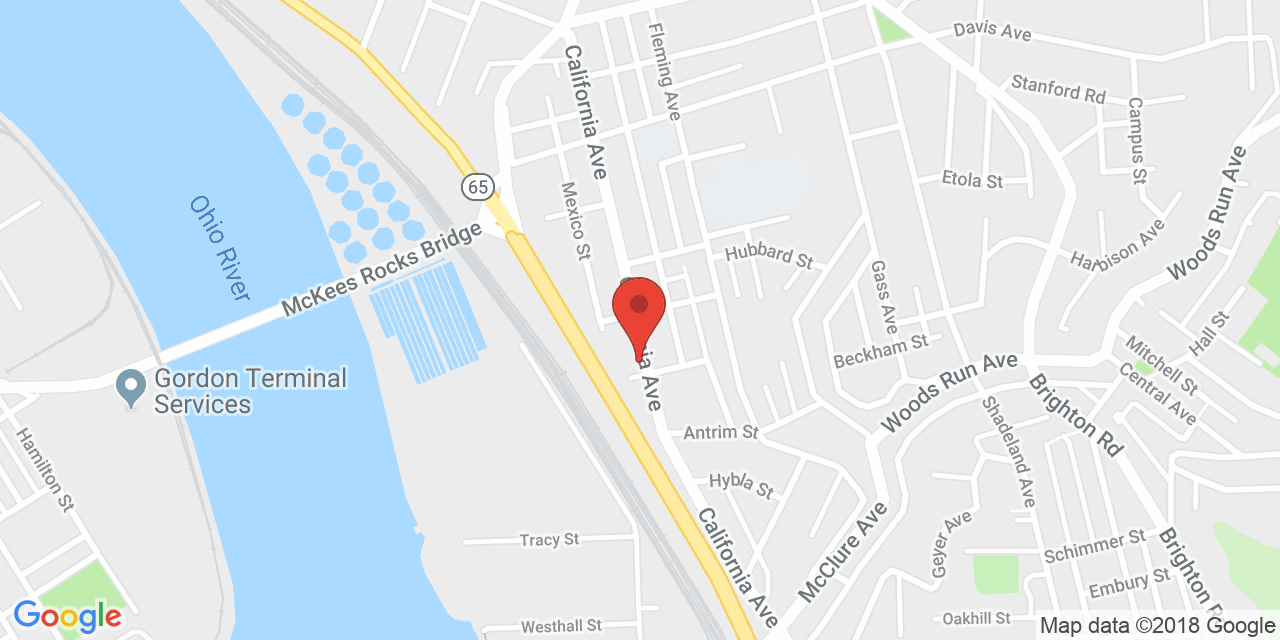 Davis Ave
Fleming Ave
California Ave
Stanford Rd
Campus St
Woods Run Ave
65
Etola St
Mexico St
Ohio River
McKees Rocks Bridge
Harbison Ave
Hubbard St
Gass Ave
Hall St
Beckham St
Mitchell St
Central Ave
Woods Run Ave
Gordon Terminal
Services
nia Ave
Brighton Rd
Shadeland Ave
Antrim St
Hamilton St
Hybla St
California Ave
McClure Ave
Geyer Ave
Tracy St
Schimmer St
Brighton R
Embury St
Oakhill St
Westhall St
Google
Map data ©2018 Google